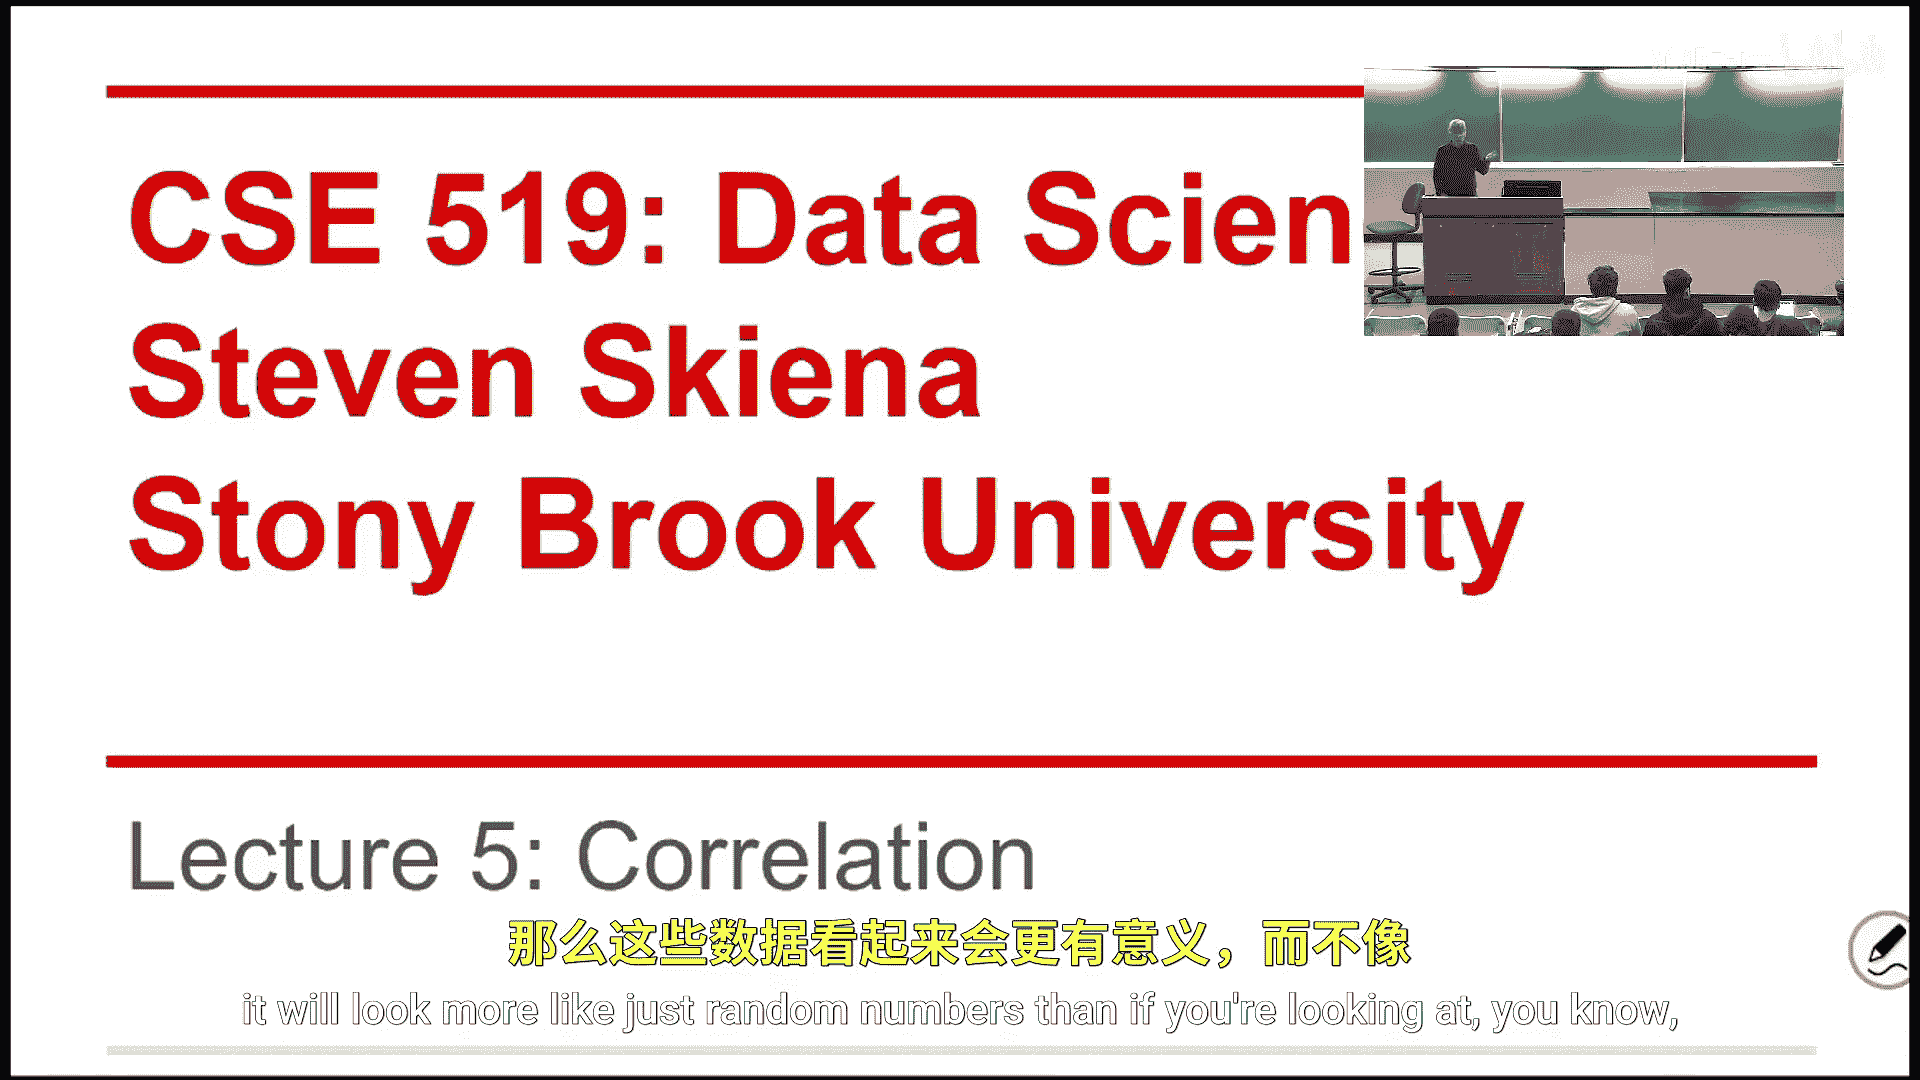 CSE 519: Data Scien
Steven Skiena
Stony Brook University
Lecture 5: Correlation
那么这些数据看起来会更有意义，而不像
it will look more like just random numbers than if you're looking at, you know,